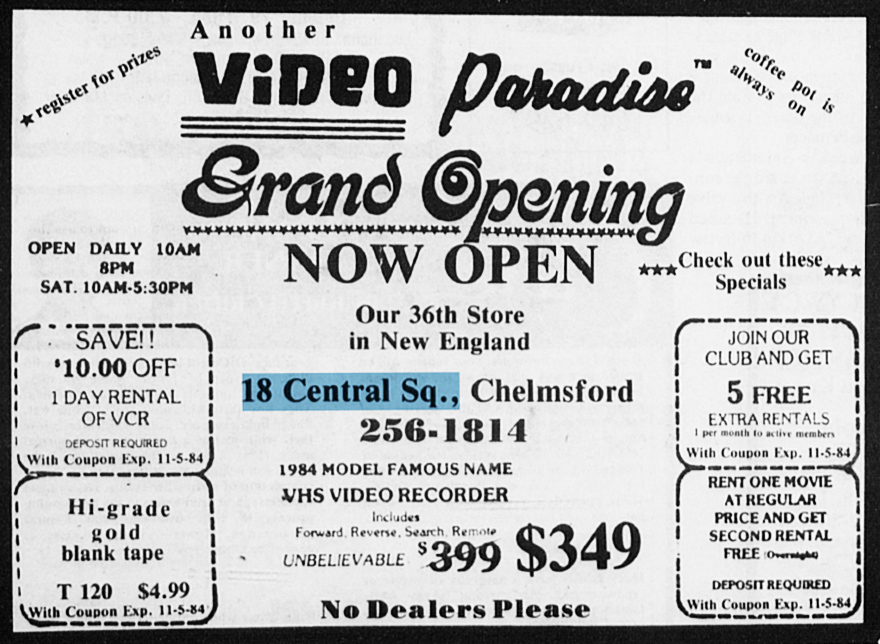 Another
★ register for prizes
Video Paradise™
coffee pot is
always on
Grand Opening
OPEN DAILY 10AM
8PM
SAT. 10AM-5:30PM
NOW OPEN
★★★ Check out these ★★★
Specials
Our 36th Store
in New England
18 Central Sq., Chelmsford
256-1814
1984 MODEL FAMOUS NAME
VHS VIDEO RECORDER
Includes
Forward, Reverse, Search, Remote
UNBELIEVABLE $399 $349
No Dealers Please
SAVE!!
$10.00 OFF
1 DAY RENTAL
OF VCR
DEPOSIT REQUIRED
With Coupon Exp. 11-5-84
Hi-grade
gold
blank tape
T 120 $4.99
With Coupon Exp. 11-5-84
JOIN OUR
CLUB AND GET
5 FREE
EXTRA RENTALS
1 per month to active members
With Coupon Exp. 11-5-84
RENT ONE MOVIE
AT REGULAR
PRICE AND GET
SECOND RENTAL
FREE (Overnight)
DEPOSIT REQUIRED
With Coupon Exp. 11-5-84